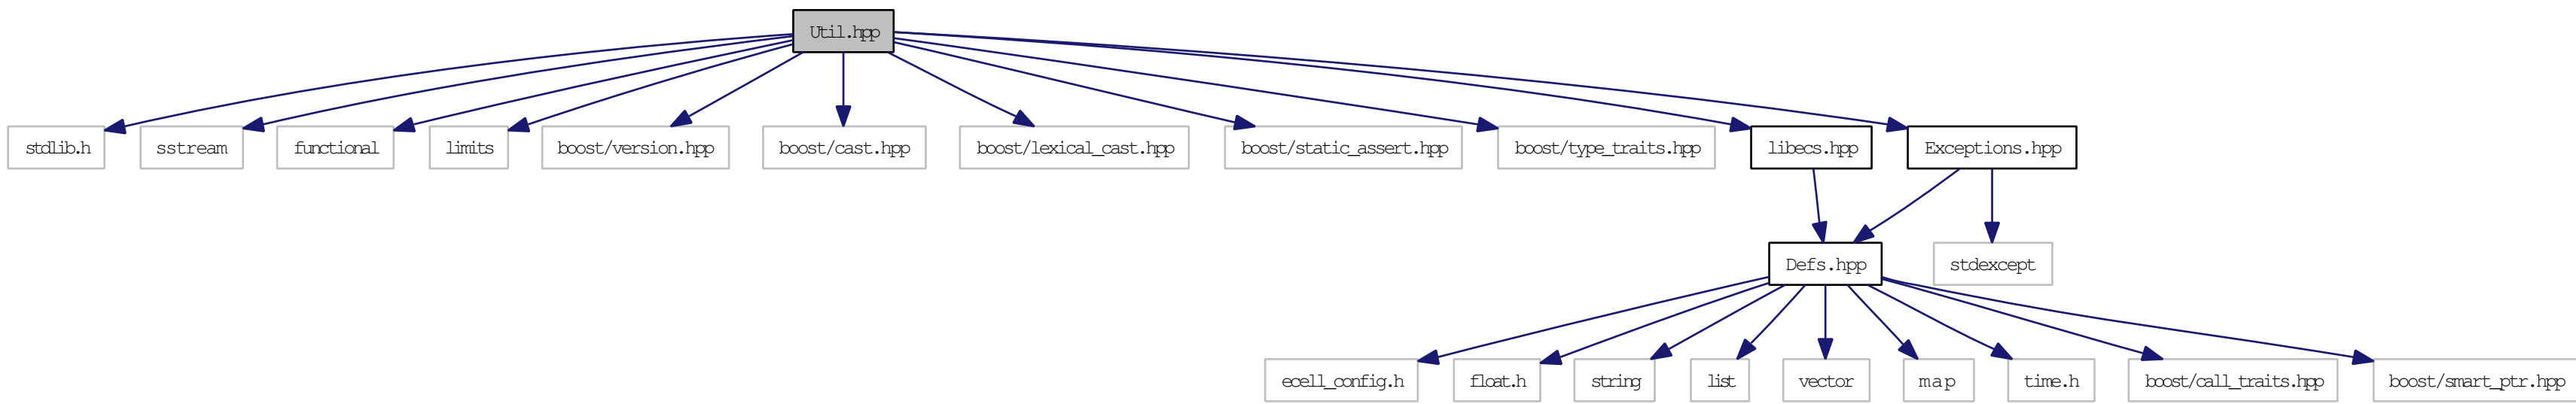 Util.hpp
stdlib.h
sstream
functional
limits
boost/version.hpp
boost/cast.hpp
boost/lexical_cast.hpp
boost/static_assert.hpp
boost/type_traits.hpp
libecs.hpp
Exceptions.hpp
Defs.hpp
stdexcept
ecell_config.h
float.h
string
list
vector
map
time.h
boost/call_traits.hpp
boost/smart_ptr.hpp